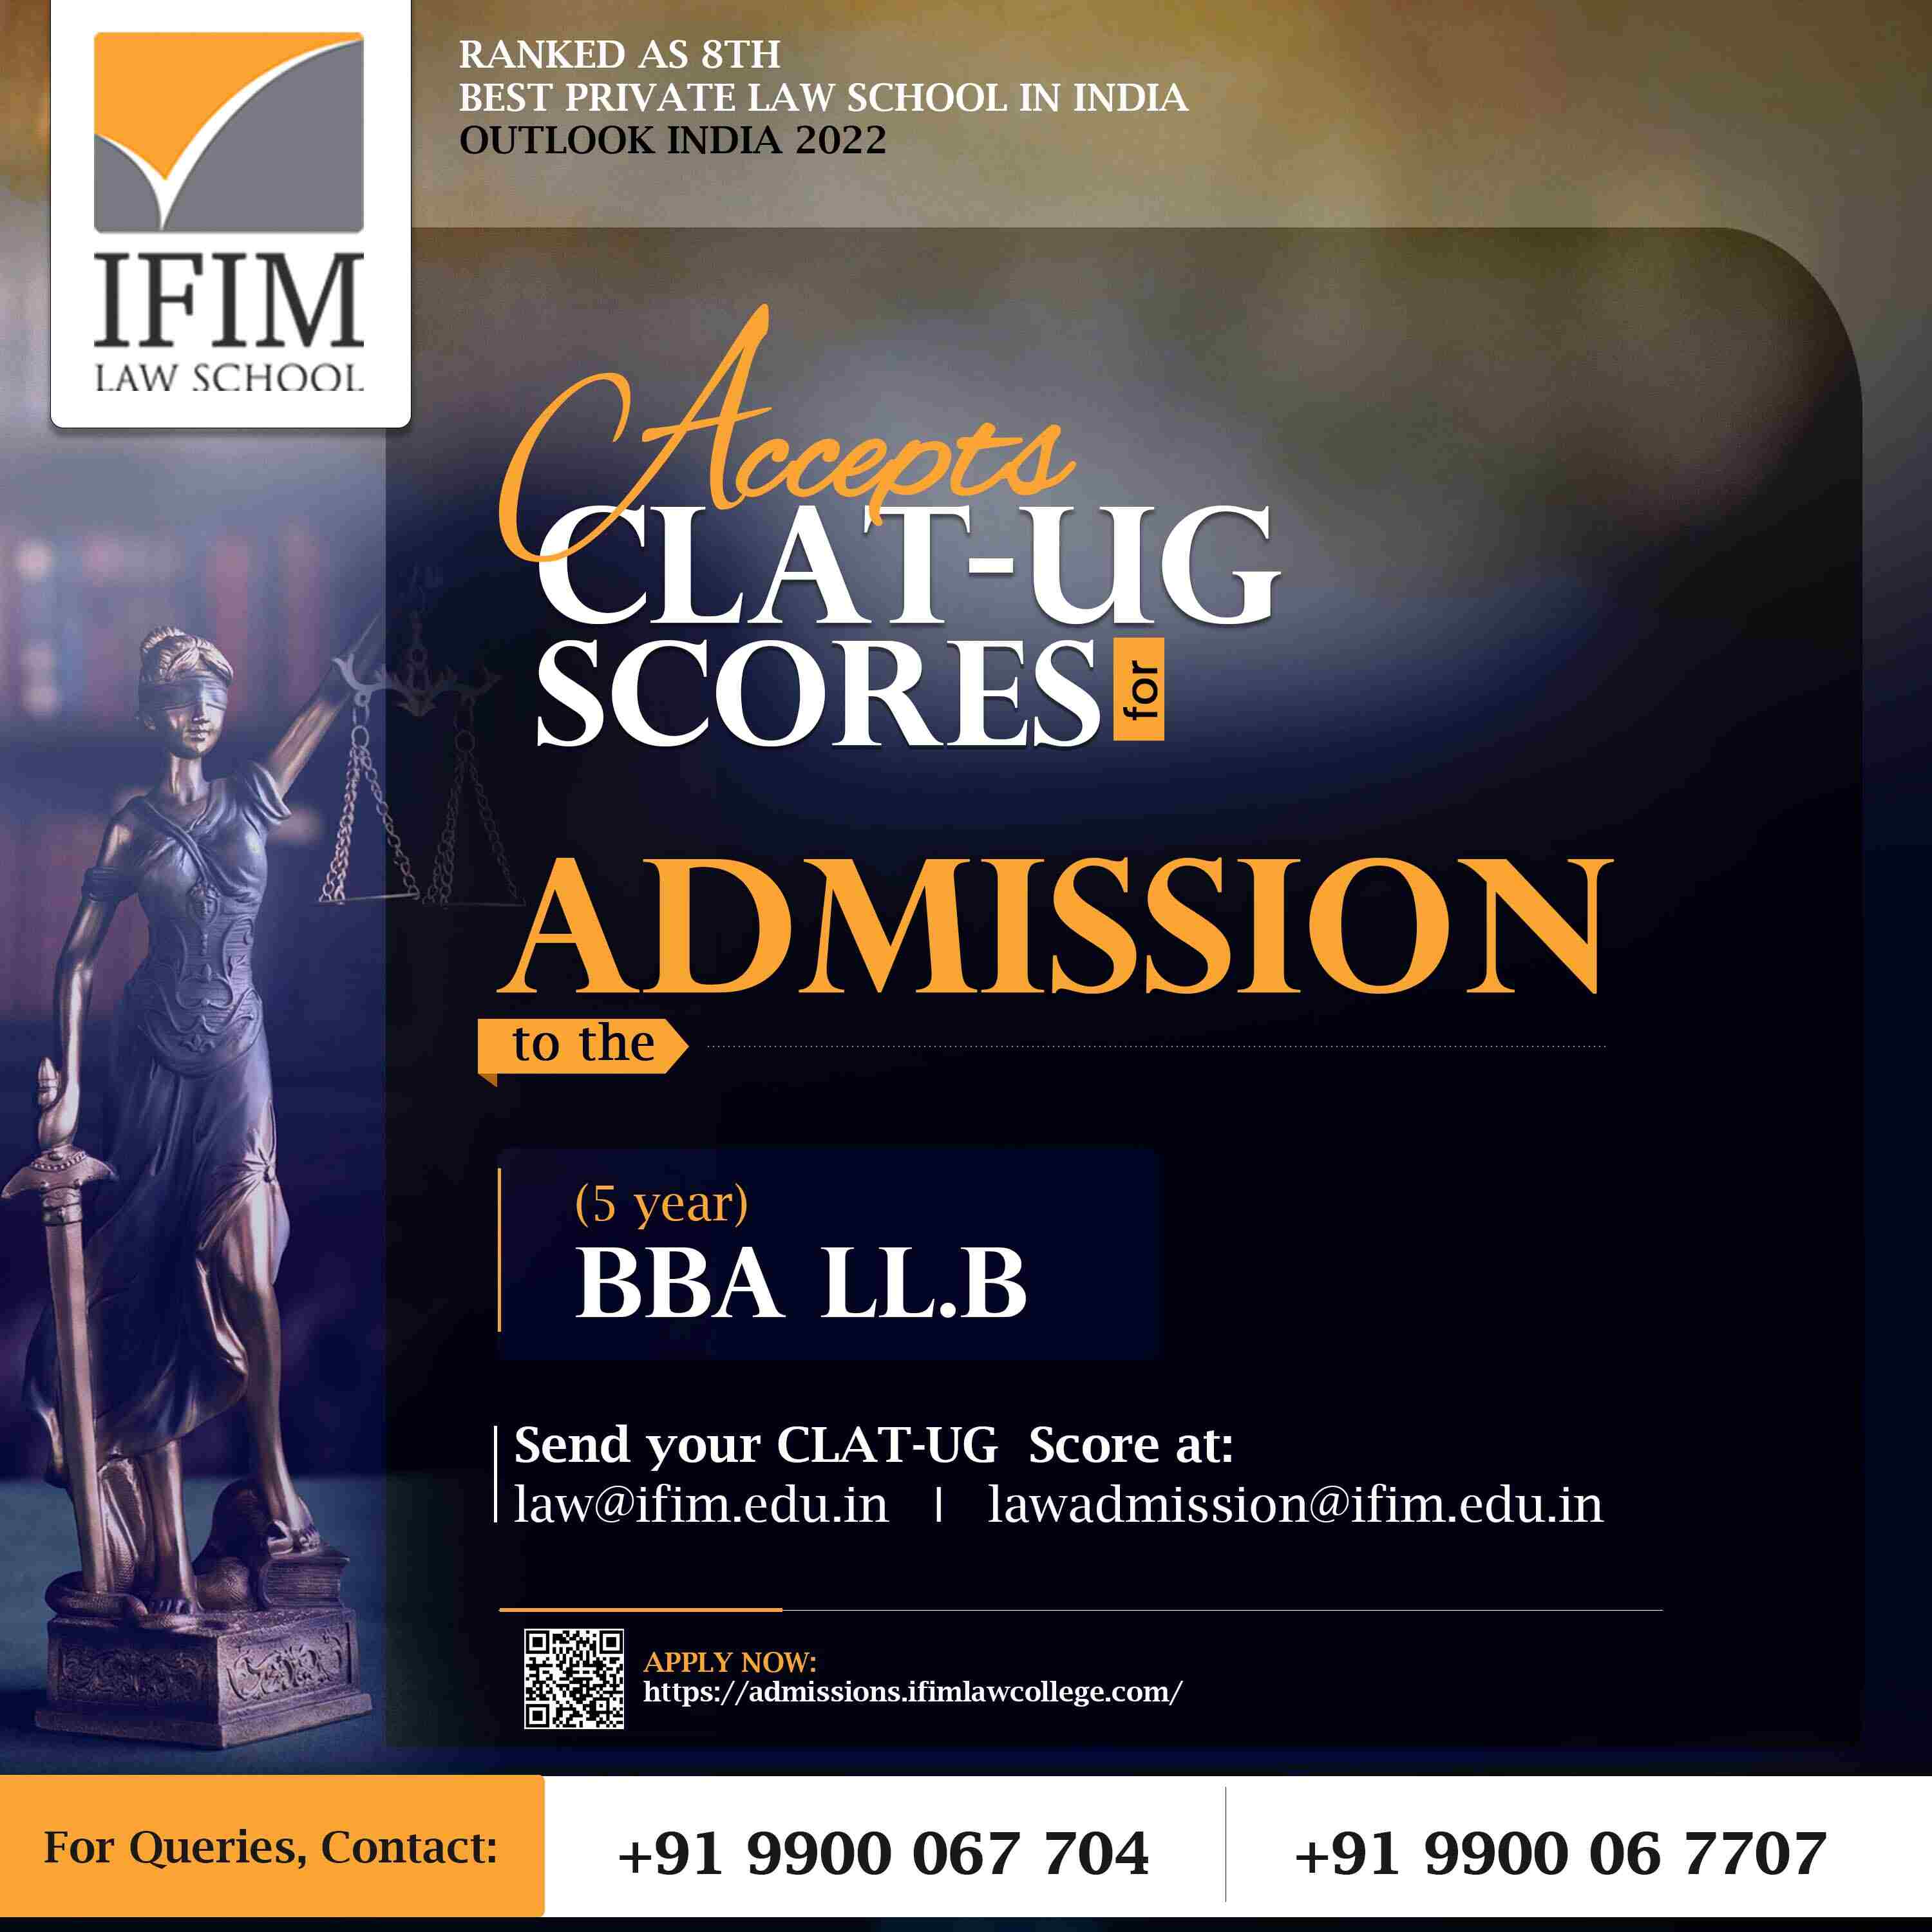 IFIM
LAW SCHOOL
RANKED AS 8TH
BEST PRIVATE LAW SCHOOL IN INDIA
OUTLOOK INDIA 2022
Accepts
CLAT-UG
SCORES for
ADMISSION
to the
(5 year)
BBA LL.B
Send your CLAT-UG Score at:
law@ifim.edu.in | lawadmission@ifim.edu.in
APPLY NOW:
https://admissions.ifimlawcollege.com/
For Queries, Contact: +91 9900 067 704 +91 9900 06 7707